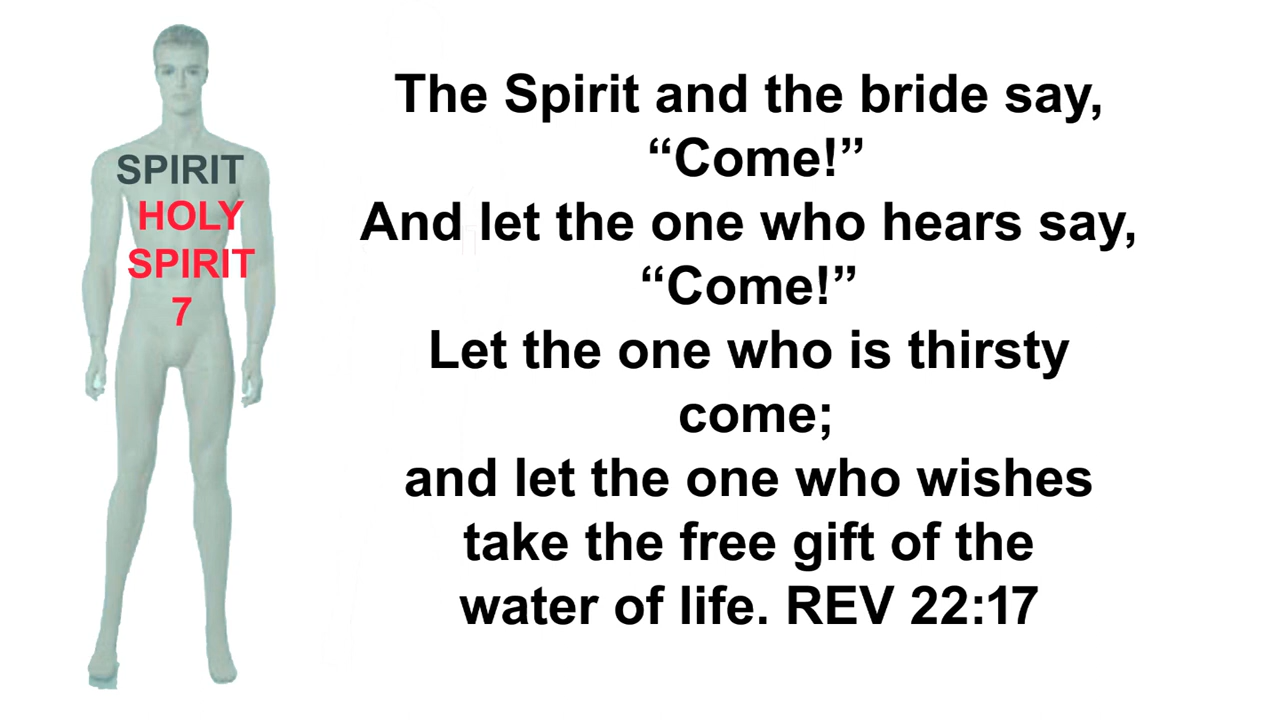 SPIRIT
HOLY
SPIRIT
7
The Spirit and the bride say,
“Come!”
And let the one who hears say,
“Come!”
Let the one who is thirsty
come;
and let the one who wishes
take the free gift of the
water of life. REV 22:17